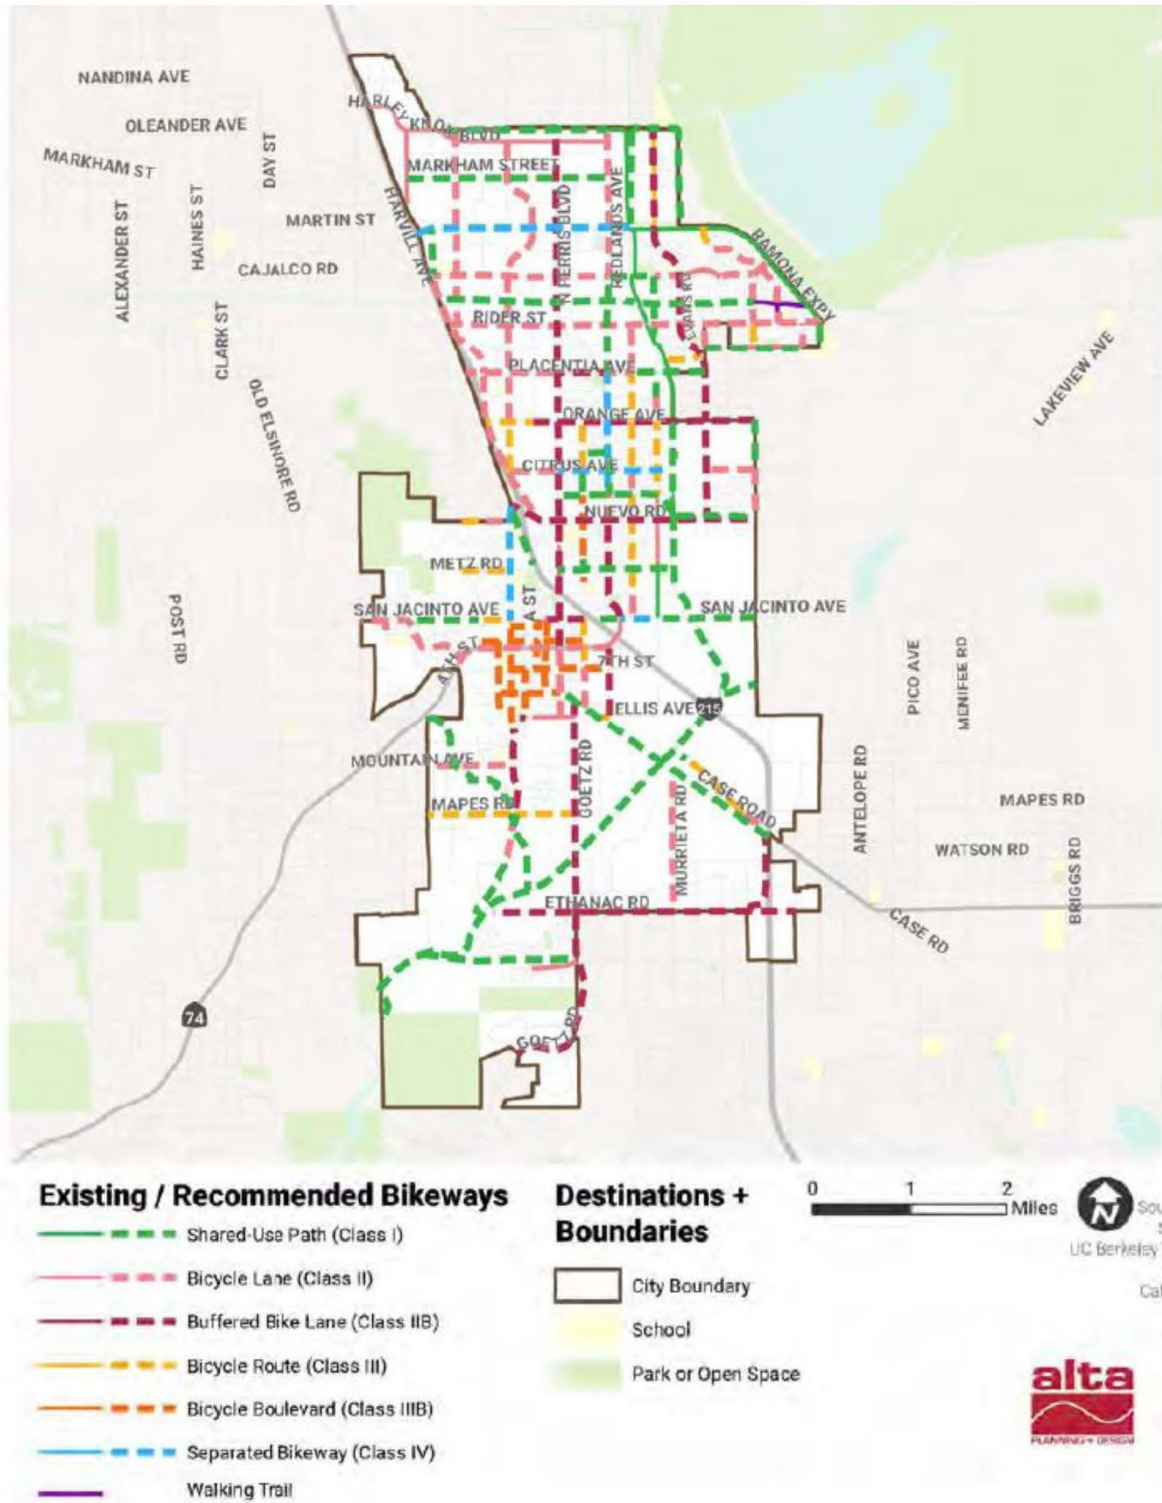 NANDINA AVE
OLEANDER AVE
MARKHAM ST
DAY ST
HARLEY KNOX BLVD
MARKHAM STREET
ALEXANDER ST
HAINES ST
MARTIN ST
HARVILL AVE
N PERRIS BLVD
REDLANDS AVE
RAMONA EXPY
CAJALCO RD
EVANS RD
RIDER ST
CLARK ST
PLACENTIA AVE
LAKEVIEW AVE
OLD ELSINORE RD
ORANGE AVE
CITRUS AVE
NUEVO RD
METZ RD
POST RD
SAN JACINTO AVE
A ST
SAN JACINTO AVE
4TH ST
7TH ST
PICO AVE
MENIFEE RD
ELLIS AVE
215
MOUNTAIN AVE
GOETZ RD
CASE ROAD
ANTELOPE RD
MAPES RD
MAPES RD
MURRIETA RD
WATSON RD
BRIGGS RD
ETHANAC RD
CASE RD
74
GOETZ RD
Existing / Recommended Bikeways
Shared-Use Path (Class I)
Bicycle Lane (Class II)
Buffered Bike Lane (Class IIB)
Bicycle Route (Class III)
Bicycle Boulevard (Class IIIB)
Separated Bikeway (Class IV)
Walking Trail
Destinations +
Boundaries
City Boundary
School
Park or Open Space
0 1 2
Miles
N
Sou
UC Berkeley
Cal
alta
PLANNING + DESIGN